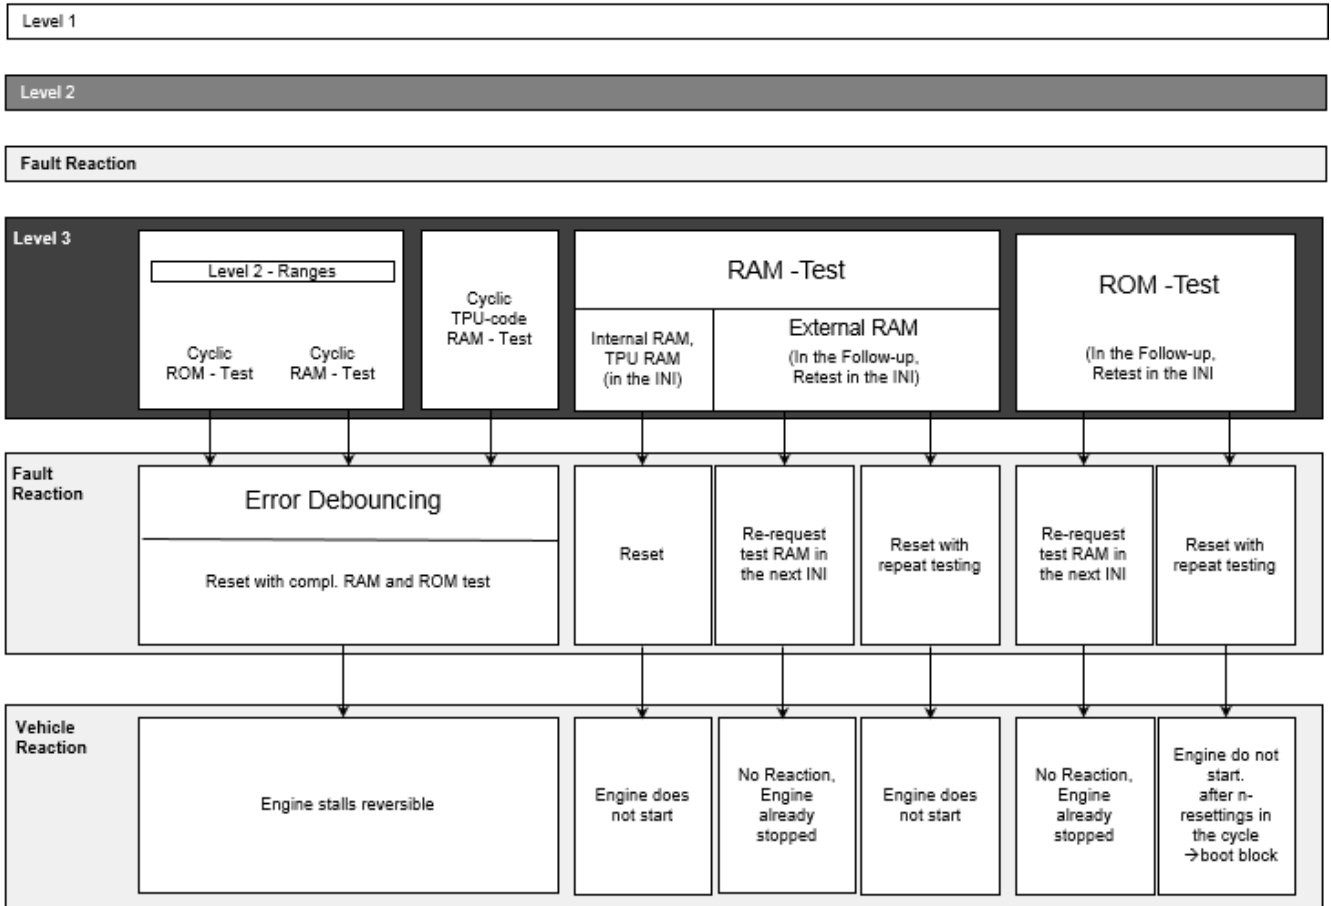 Level 1
Level 2
Fault Reaction
Level 3
Level 2 - Ranges
Cyclic
ROM - Test
Cyclic
RAM - Test
Cyclic
TPU-code
RAM - Test
RAM -Test
Internal RAM,
TPU RAM
(in the INI)
External RAM
(In the Follow-up,
Retest in the INI)
ROM -Test
(In the Follow-up,
Retest in the INI
Fault
Reaction
Error Debouncing
Reset with compl. RAM and ROM test
Reset
Re-request
test RAM in
the next INI
Reset with
repeat testing
Re-request
test RAM in
the next INI
Reset with
repeat testing
Vehicle
Reaction
Engine stalls reversible
Engine does
not start
No Reaction,
Engine
already
stopped
Engine does
not start
No Reaction,
Engine
already
stopped
Engine do not
start.
after n-
resettings in
the cycle
→boot block